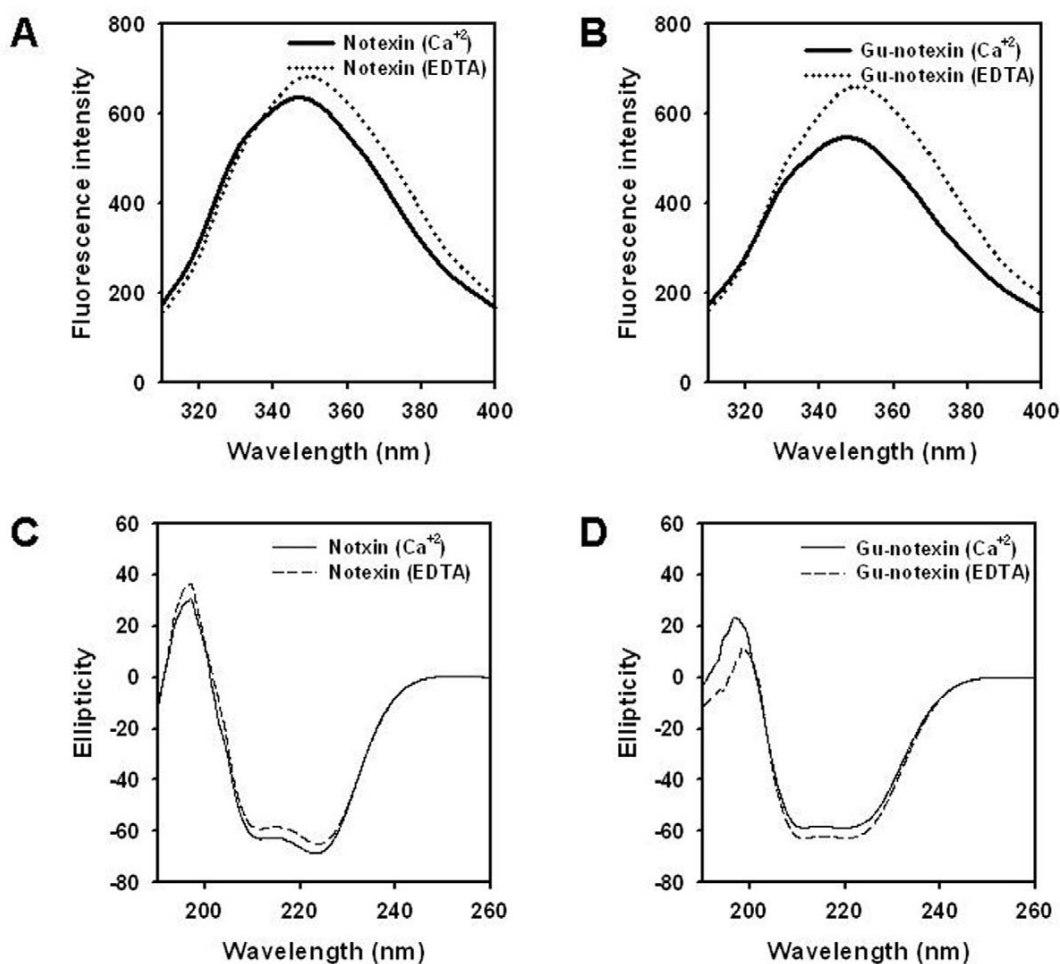 A
Notexin (Ca+2)
Notexin (EDTA)
Fluorescence intensity
800
600
400
200
0
320 340 360 380 400
Wavelength (nm)
B
Gu-notexin (Ca+2)
Gu-notexin (EDTA)
Fluorescence intensity
800
600
400
200
0
320 340 360 380 400
Wavelength (nm)
C
Notxin (Ca+2)
Notexin (EDTA)
Ellipticity
60
40
20
0
-20
-40
-60
-80
200 220 240 260
Wavelength (nm)
D
Gu-notexin (Ca+2)
Gu-notexin (EDTA)
Ellipticity
60
40
20
0
-20
-40
-60
-80
200 220 240 260
Wavelength (nm)